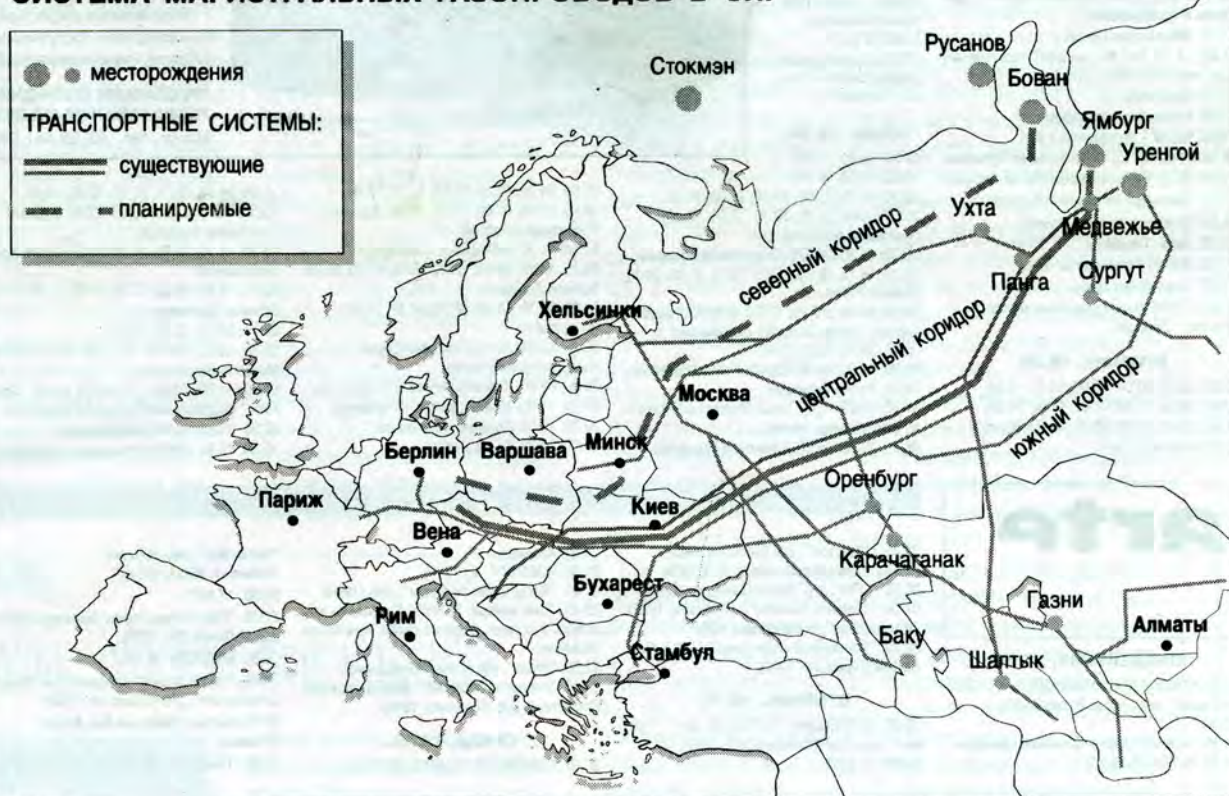 СИСТЕМА МАГИСТРАЛЬНЫХ ГАЗОПРОВОДОВ В СНГ
месторождения
ТРАНСПОРТНЫЕ СИСТЕМЫ:
существующие
планируемые
Стокмэн
Русанов
Бован
Ямбург
Уренгой
Ухта
Медвежье
Панга
Сургут
северный коридор
центральный коридор
южный коридор
Хельсинки
Москва
Минск
Берлин
Варшава
Париж
Киев
Вена
Оренбург
Карачаганак
Бухарест
Газни
Рим
Баку
Алматы
Стамбул
Шалтык